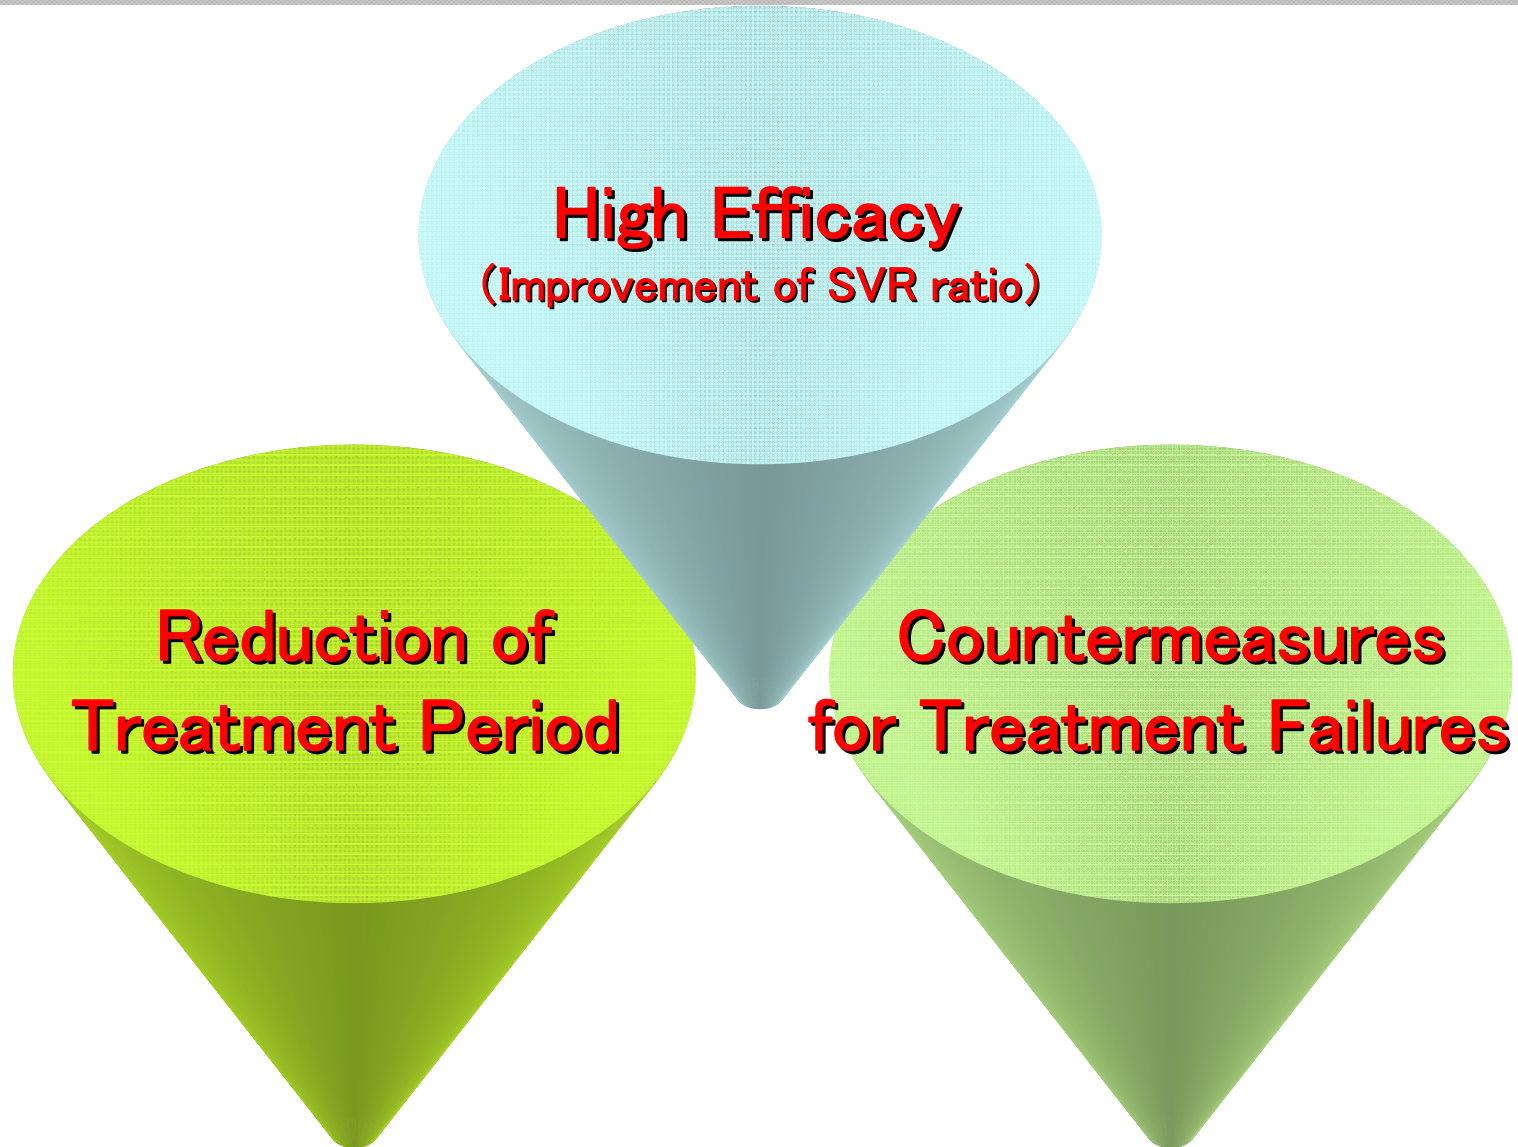 High Efficacy
（Improvement of SVR ratio）
Reduction of
Treatment Period
Countermeasures
for Treatment Failures